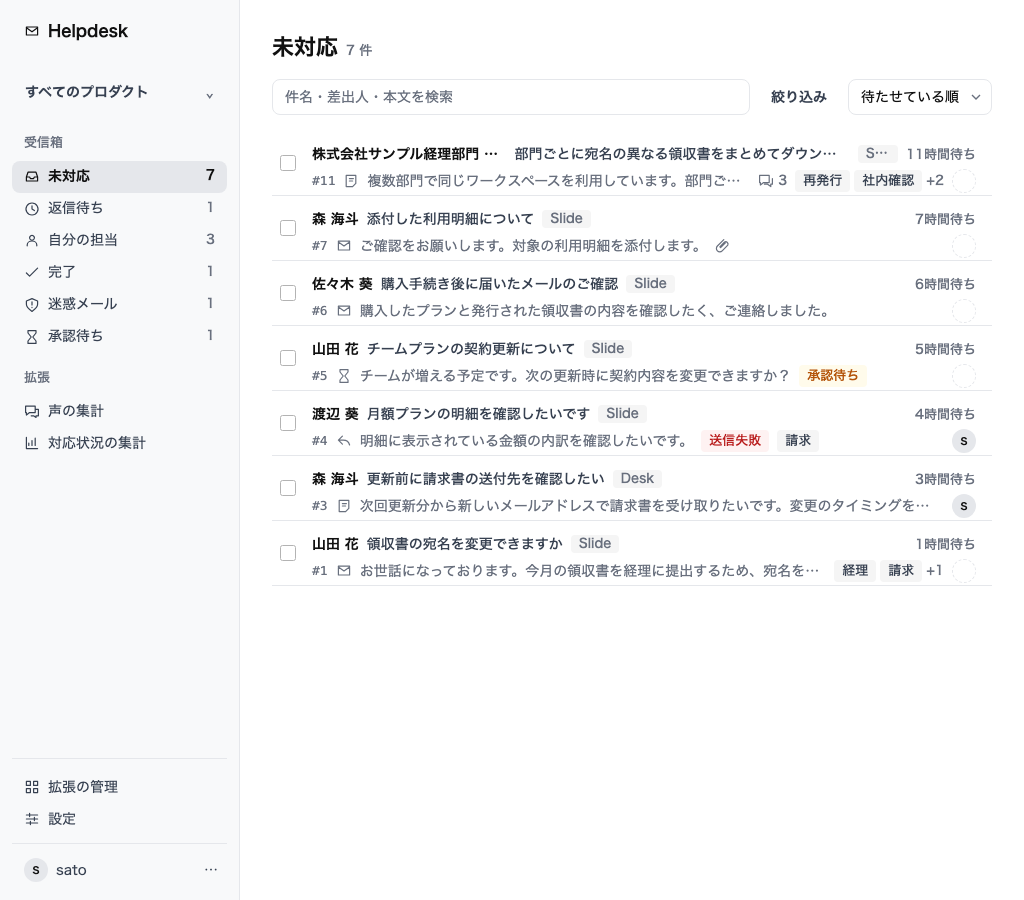 Helpdesk
すべてのプロダクト
受信箱
未対応 7
返信待ち 1
自分の担当 3
完了 1
迷惑メール 1
承認待ち 1
拡張
声の集計
対応状況の集計
拡張の管理
設定
S sato …
未対応 7 件
件名・差出人・本文を検索 絞り込み 待たせている順
株式会社サンプル経理部門 … 部門ごとに宛名の異なる領収書をまとめてダウン… S… 11時間待ち
#11 複数部門で同じワークスペースを利用しています。部門ご… 3 再発行 社内確認 +2
森 海斗 添付した利用明細について Slide 7時間待ち
#7 ご確認をお願いします。対象の利用明細を添付します。
佐々木 葵 購入手続き後に届いたメールのご確認 Slide 6時間待ち
#6 購入したプランと発行された領収書の内容を確認したく、ご連絡しました。
山田 花 チームプランの契約更新について Slide 5時間待ち
#5 チームが増える予定です。次の更新時に契約内容を変更できますか？ 承認待ち
渡辺 葵 月額プランの明細を確認したいです Slide 4時間待ち
#4 明細に表示されている金額の内訳を確認したいです。 送信失敗 請求 S
森 海斗 更新前に請求書の送付先を確認したい Desk 3時間待ち
#3 次回更新分から新しいメールアドレスで請求書を受け取りたいです。変更のタイミングを… S
山田 花 領収書の宛名を変更できますか Slide 1時間待ち
#1 お世話になっております。今月の領収書を経理に提出するため、宛名を… 経理 請求 +1